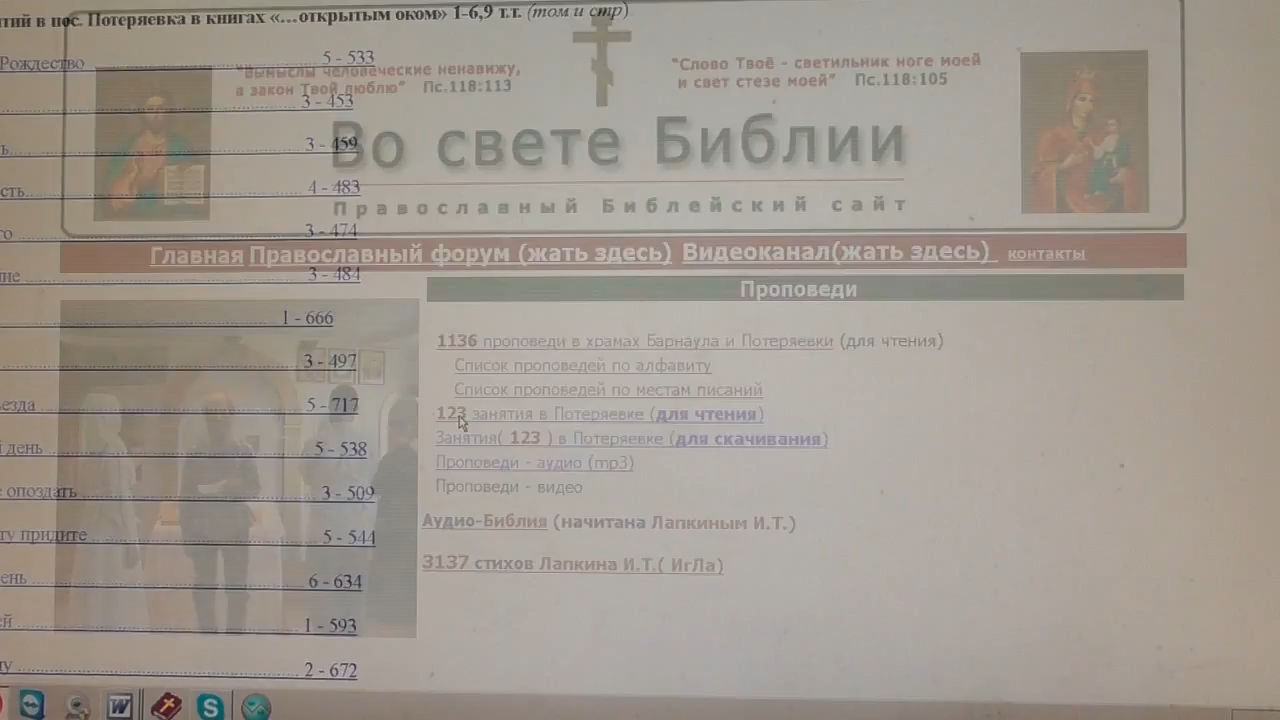 тий в пос. Потеряевка в книгах «...открытым оком» 1-6,9 т.т. (том и стр)
Рождество 5 - 533
3 - 453
ь 3 - 459
сть 4 - 483
го 3 - 474
ие 3 - 484
1 - 666
3 - 497
езда 5 - 717
й день 5 - 538
е опоздать 3 - 509
ту придите 5 - 544
ень 6 - 634
ей 1 - 593
му 2 - 672
"Вымыслы человеческие ненавижу,
а закон Твой люблю" Пс.118:113
"Слово Твоё - светильник ноге моей
и свет стезе моей" Пс.118:105
Во свете Библии
Православный Библейский сайт
Главная Православный форум (жать здесь) Видеоканал(жать здесь) контакты
Проповеди
1136 проповеди в храмах Барнаула и Потеряевки (для чтения)
Список проповедей по алфавиту
Список проповедей по местам писаний
123 занятия в Потеряевке (для чтения)
Занятия( 123 ) в Потеряевке (для скачивания)
Проповеди - аудио (mp3)
Проповеди - видео
Аудио-Библия (начитана Лапкиным И.Т.)
3137 стихов Лапкина И.Т.( ИгЛа)